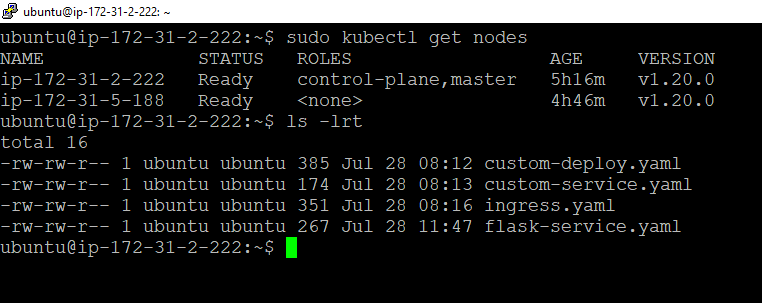 ubuntu@ip-172-31-2-222: ~
ubuntu@ip-172-31-2-222:~$ sudo kubectl get nodes
NAME              STATUS   ROLES                  AGE     VERSION
ip-172-31-2-222   Ready    control-plane,master   5h16m   v1.20.0
ip-172-31-5-188   Ready    <none>                 4h46m   v1.20.0
ubuntu@ip-172-31-2-222:~$ ls -lrt
total 16
-rw-rw-r-- 1 ubuntu ubuntu 385 Jul 28 08:12 custom-deploy.yaml
-rw-rw-r-- 1 ubuntu ubuntu 174 Jul 28 08:13 custom-service.yaml
-rw-rw-r-- 1 ubuntu ubuntu 351 Jul 28 08:16 ingress.yaml
-rw-rw-r-- 1 ubuntu ubuntu 267 Jul 28 11:47 flask-service.yaml
ubuntu@ip-172-31-2-222:~$